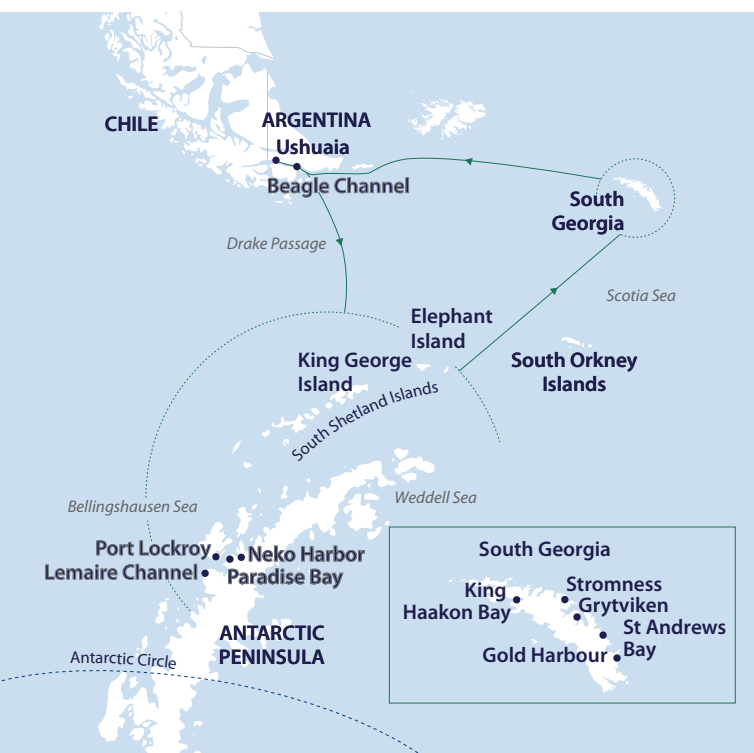 CHILE
ARGENTINA
Ushuaia
Beagle Channel
South
Georgia
Drake Passage
Scotia Sea
Elephant
Island
King George
Island
South Orkney
Islands
South Shetland Islands
Bellingshausen Sea
Weddell Sea
Port Lockroy
Neko Harbor
Lemaire Channel
Paradise Bay
ANTARCTIC
PENINSULA
Antarctic Circle
South Georgia
King
Haakon Bay
Stromness
Grytviken
St Andrews
Bay
Gold Harbour